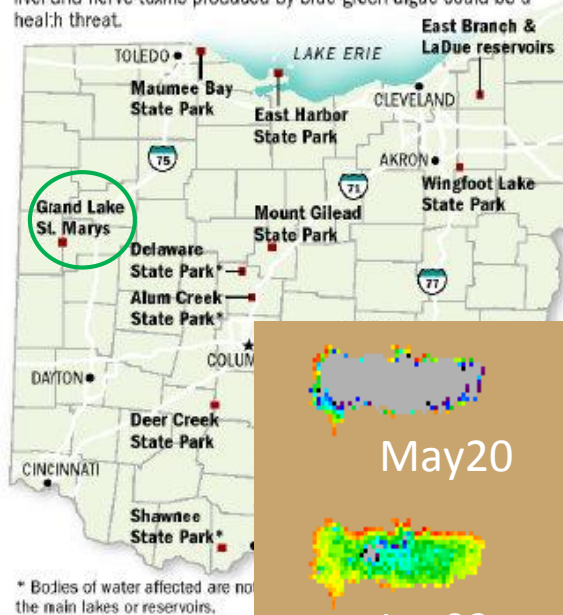 liver and nerve toxins produced by blue-green algae could be a
health threat.
East Branch &
LaDue reservoirs
TOLEDO
LAKE ERIE
Maumee Bay
State Park
East Harbor
State Park
CLEVELAND
75
71
AKRON
Wingfoot Lake
State Park
Grand Lake
St. Marys
Mount Gilead
State Park
Delaware
State Park*
77
Alum Creek
State Park*
DAYTON
Deer Creek
State Park
May20
CINCINNATI
Shawnee
State Park*
* Bodies of water affected are not
the main lakes or reservoirs.